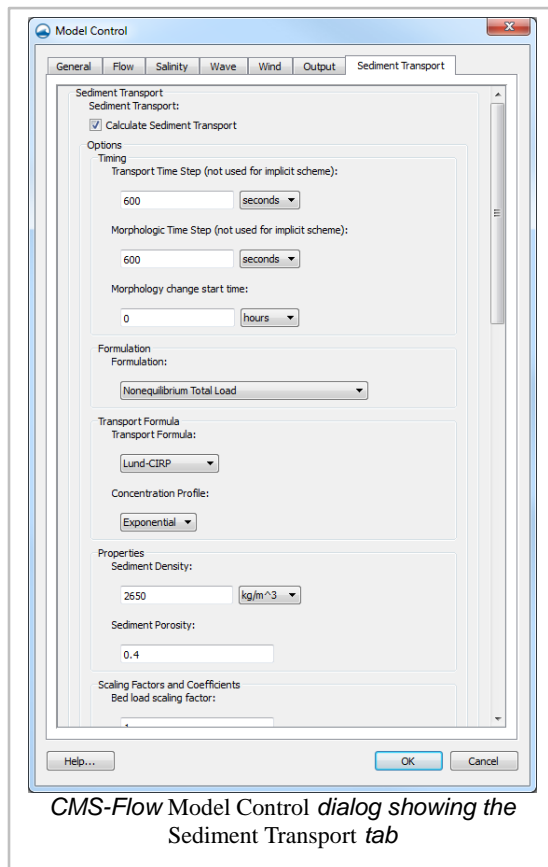 Model Control
General Flow Salinity Wave Wind Output Sediment Transport
Sediment Transport
Sediment Transport:
Calculate Sediment Transport
Options
Timing
Transport Time Step (not used for implicit scheme):
600 seconds
Morphologic Time Step (not used for implicit scheme):
600 seconds
Morphology change start time:
0 hours
Formulation
Formulation:
Nonequilibrium Total Load
Transport Formula
Transport Formula:
Lund-CIRP
Concentration Profile:
Exponential
Properties
Sediment Density:
2650 kg/m^3
Sediment Porosity:
0.4
Scaling Factors and Coefficients
Bed load scaling factor:
Help... OK Cancel
CMS-Flow Model Control dialog showing the
Sediment Transport tab